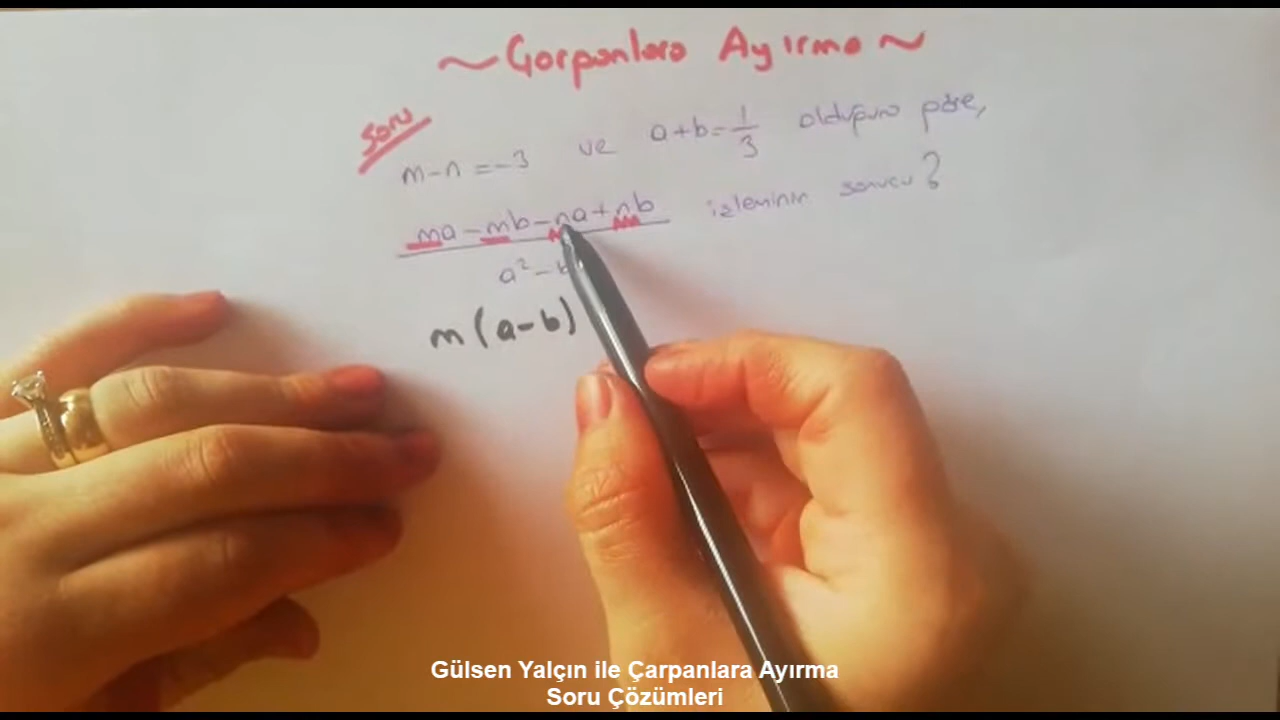 ~ Çarpanlara Ayırma ~
Soru
m-n=-3 ve a+b=1/3 olduğuna göre,
ma-mb-na+nb işleminin sonucu?
a²-b
m(a-b)
Gülsen Yalçın ile Çarpanlara Ayırma
Soru Çözümleri